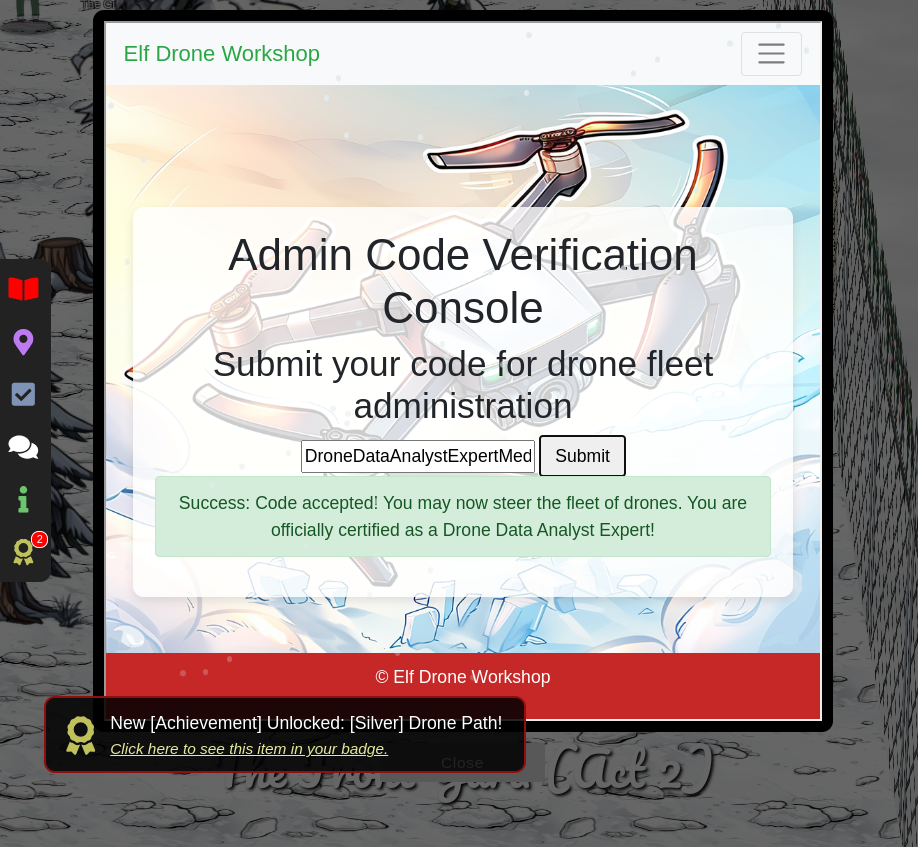 The
Elf Drone Workshop
Admin Code Verification
Console
Submit your code for drone fleet
administration
DroneDataAnalystExpertMed
Submit
Success: Code accepted! You may now steer the fleet of drones. You are
officially certified as a Drone Data Analyst Expert!
2
© Elf Drone Workshop
New [Achievement] Unlocked: [Silver] Drone Path!
Click here to see this item in your badge.
Close
The Front Yard (Act 2)